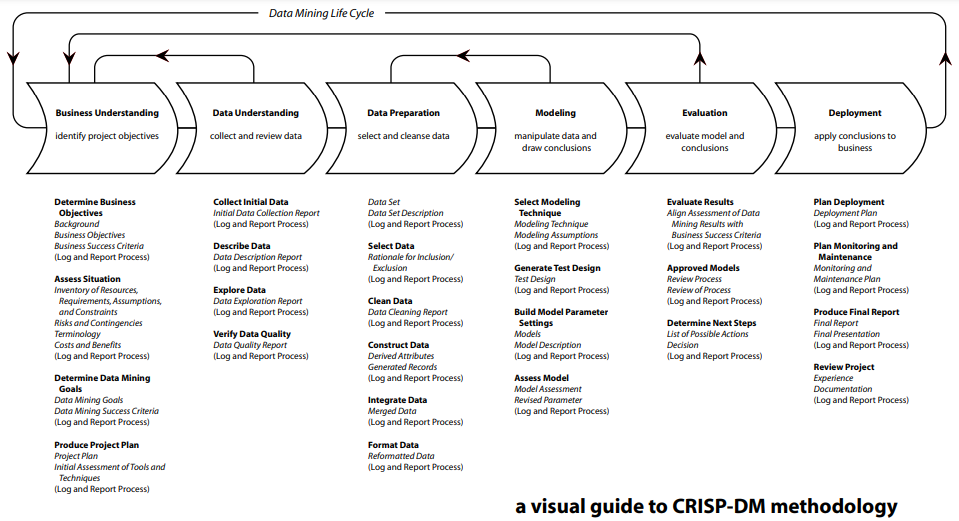 Data Mining Life Cycle
Business Understanding
identify project objectives
Data Understanding
collect and review data
Data Preparation
select and cleanse data
Modeling
manipulate data and
draw conclusions
Evaluation
evaluate model and
conclusions
Deployment
apply conclusions to
business
Determine Business
Objectives
Background
Business Objectives
Business Success Criteria
(Log and Report Process)
Assess Situation
Inventory of Resources,
Requirements, Assumptions,
and Constraints
Risks and Contingencies
Terminology
Costs and Benefits
(Log and Report Process)
Determine Data Mining
Goals
Data Mining Goals
Data Mining Success Criteria
(Log and Report Process)
Produce Project Plan
Project Plan
Initial Assessment of Tools and
Techniques
(Log and Report Process)
Collect Initial Data
Initial Data Collection Report
(Log and Report Process)
Describe Data
Data Description Report
(Log and Report Process)
Explore Data
Data Exploration Report
(Log and Report Process)
Verify Data Quality
Data Quality Report
(Log and Report Process)
Data Set
Data Set Description
(Log and Report Process)
Select Data
Rationale for Inclusion/
Exclusion
(Log and Report Process)
Clean Data
Data Cleaning Report
(Log and Report Process)
Construct Data
Derived Attributes
Generated Records
(Log and Report Process)
Integrate Data
Merged Data
(Log and Report Process)
Format Data
Reformatted Data
(Log and Report Process)
Select Modeling
Technique
Modeling Technique
Modeling Assumptions
(Log and Report Process)
Generate Test Design
Test Design
(Log and Report Process)
Build Model Parameter
Settings
Models
Model Description
(Log and Report Process)
Assess Model
Model Assessment
Revised Parameter
(Log and Report Process)
Evaluate Results
Align Assessment of Data
Mining Results with
Business Success Criteria
(Log and Report Process)
Approved Models
Review Process
Review of Process
(Log and Report Process)
Determine Next Steps
List of Possible Actions
Decision
(Log and Report Process)
Plan Deployment
Deployment Plan
(Log and Report Process)
Plan Monitoring and
Maintenance
Monitoring and
Maintenance Plan
(Log and Report Process)
Produce Final Report
Final Report
Final Presentation
(Log and Report Process)
Review Project
Experience
Documentation
(Log and Report Process)
a visual guide to CRISP-DM methodology